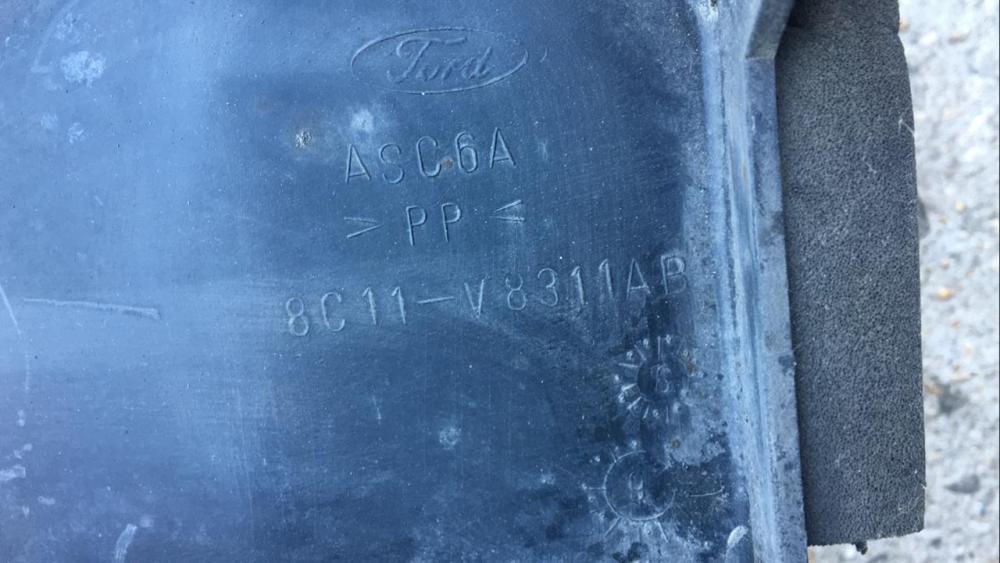 Ford
ASC6A
> PP <
8C11-V8311AB